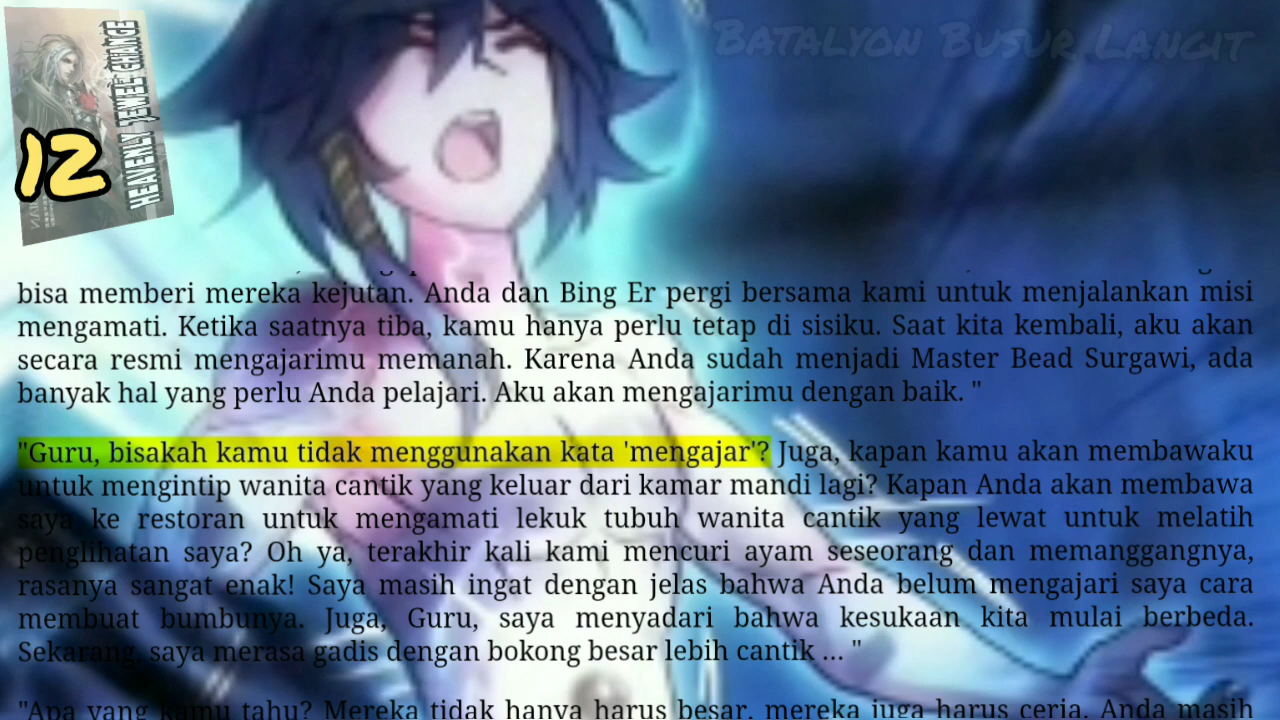 Batalyon Busur Langit
HEAVENLY JEWEL CHANGE
12
bisa memberi mereka kejutan. Anda dan Bing Er pergi bersama kami untuk menjalankan misi
mengamati. Ketika saatnya tiba, kamu hanya perlu tetap di sisiku. Saat kita kembali, aku akan
secara resmi mengajarimu memanah. Karena Anda sudah menjadi Master Bead Surgawi, ada
banyak hal yang perlu Anda pelajari. Aku akan mengajarimu dengan baik. "
"Guru, bisakah kamu tidak menggunakan kata 'mengajar'? Juga, kapan kamu akan membawaku
untuk mengintip wanita cantik yang keluar dari kamar mandi lagi? Kapan Anda akan membawa
saya ke restoran untuk mengamati lekuk tubuh wanita cantik yang lewat untuk melatih
penglihatan saya? Oh ya, terakhir kali kami mencuri ayam seseorang dan memanggangnya,
rasanya sangat enak! Saya masih ingat dengan jelas bahwa Anda belum mengajari saya cara
membuat bumbunya. Juga, Guru, saya menyadari bahwa kesukaan kita mulai berbeda.
Sekarang, saya merasa gadis dengan bokong besar lebih cantik ... "
"Apa yang kamu tahu? Mereka tidak hanya harus besar, mereka juga harus ceria. Anda masih